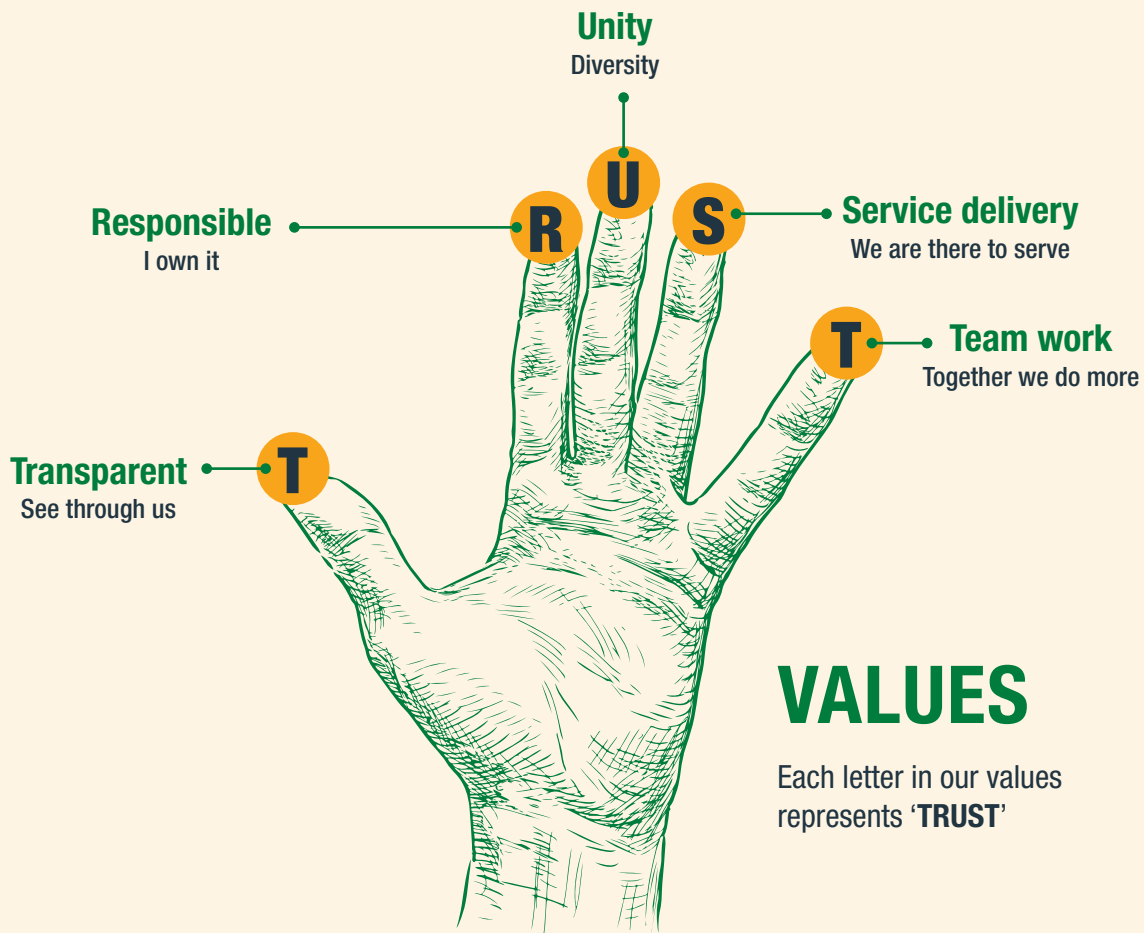 Unity
Diversity
U
R
S
Responsible
I own it
Service delivery
We are there to serve
T
Team work
Together we do more
T
Transparent
See through us
VALUES
Each letter in our values
represents ‘TRUST’